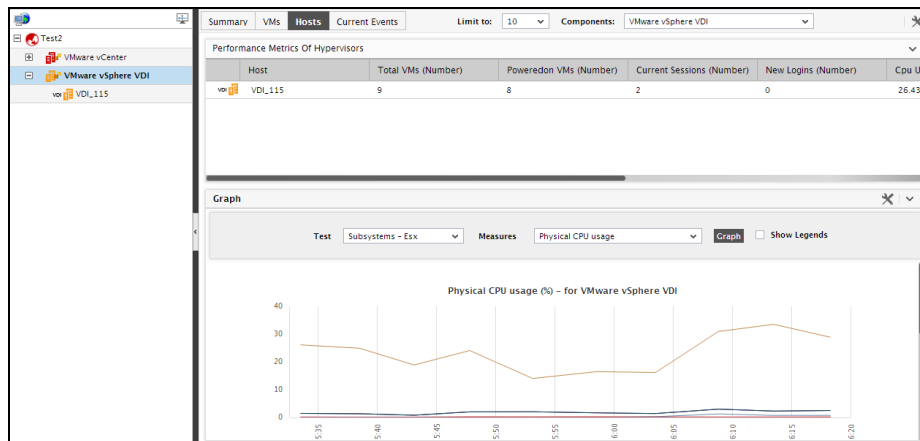 Summary VMs Hosts Current Events Limit to: 10 Components: VMware vSphere VDI
Test2
VMware vCenter
VMware vSphere VDI
VDI VDI_115
Performance Metrics Of Hypervisors
Host Total VMs (Number) Poweredon VMs (Number) Current Sessions (Number) New Logins (Number) Cpu U
VDI VDI_115 9 8 2 0 26.43
Graph
Test Subsystems - Esx Measures Physical CPU usage Graph Show Legends
Physical CPU usage (%) - for VMware vSphere VDI
40
30
20
10
0
5:35 5:40 5:45 5:50 5:55 6:00 6:05 6:10 6:15 6:20